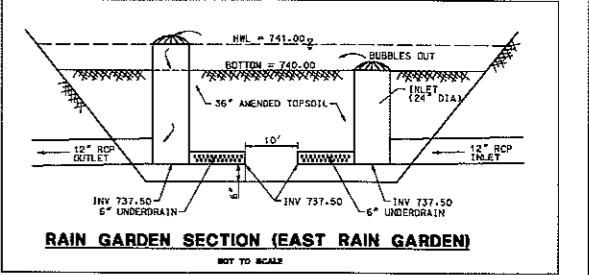 HWL = 741.00
BUBBLES OUT
BOTTOM = 740.00
INLET
(24" DIA)
36" AMENDED TOPSOIL
10'
12" RCP
OUTLET
12" RCP
INLET
6"
INV 737.50
6" UNDERDRAIN
INV 737.50
INV 737.50
6" UNDERDRAIN
RAIN GARDEN SECTION (EAST RAIN GARDEN)
NOT TO SCALE